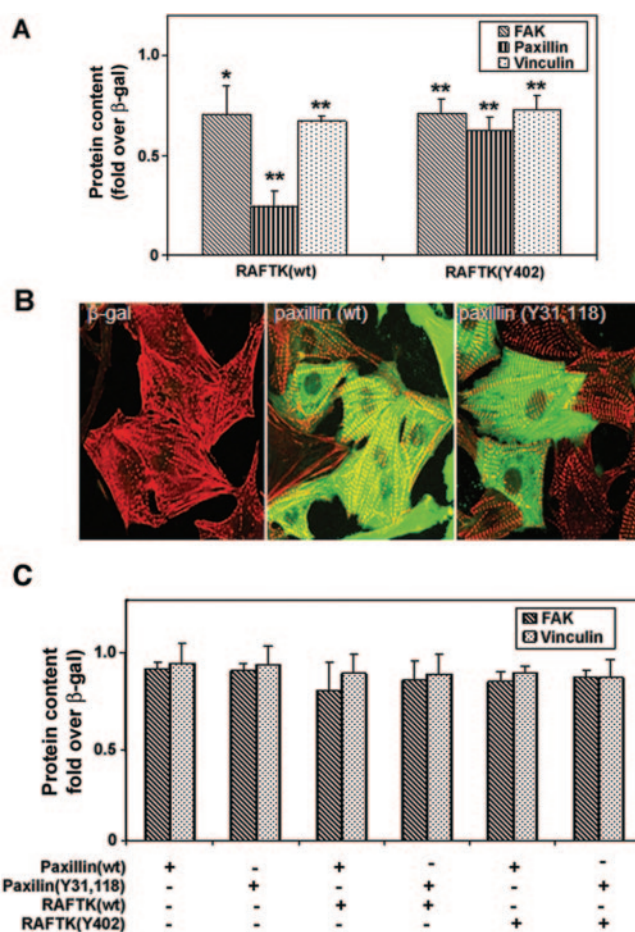 A
Protein content
(fold over β-gal)
1.0
0.5
0
FAK
Paxillin
Vinculin
* ** **
** ** **
RAFTK(wt) RAFTK(Y402)
B
β-gal paxillin (wt) paxillin (Y31,118)
C
Protein content
fold over β-gal)
1.0
0.5
0
FAK
Vinculin
Paxillin(wt) + - + - + -
Paxilin(Y31,118) - + - + - +
RAFTK(wt) - - + + - -
RAFTK(Y402) - - - - + +